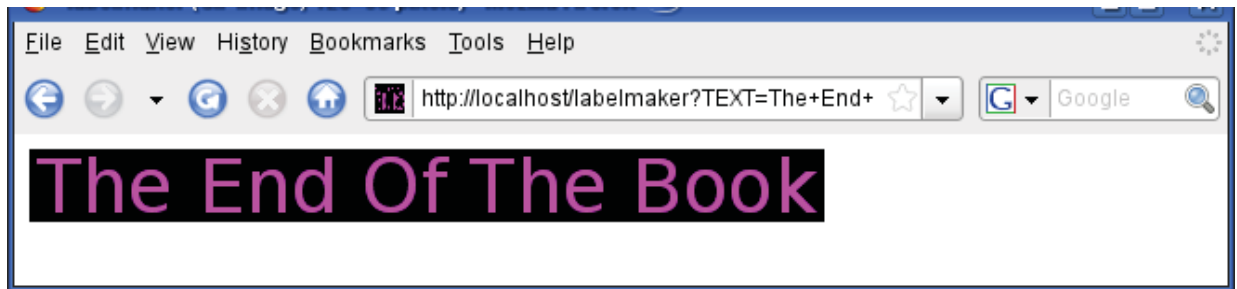 File Edit View History Bookmarks Tools Help
http://localhost/labelmaker?TEXT=The+End+ G Google
The End Of The Book